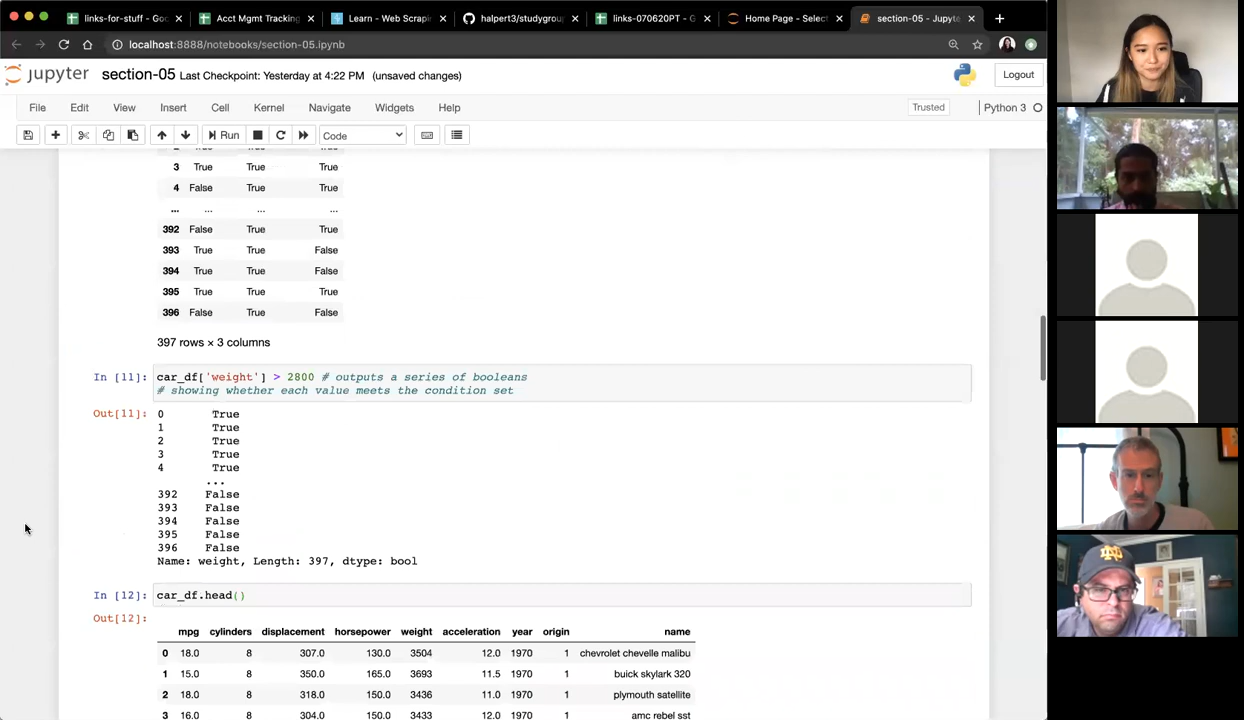 links-for-stuff - Goo
Acct Mgmt Tracking
Learn - Web Scrapin
halpert3/studygroup
links-070620PT - G
Home Page - Select
section-05 - Jupyte
localhost:8888/notebooks/section-05.ipynb
jupyter section-05 Last Checkpoint: Yesterday at 4:22 PM (unsaved changes)
Logout
File Edit View Insert Cell Kernel Navigate Widgets Help
Trusted
Python 3
Run
Code
3 True True True
4 False True True
... ... ... ...
392 False True True
393 True True False
394 True True False
395 True True True
396 False True False
397 rows × 3 columns
In [11]: car_df['weight'] > 2800 # outputs a series of booleans
# showing whether each value meets the condition set
Out[11]: 0 True
1 True
2 True
3 True
4 True
...
392 False
393 False
394 False
395 False
396 False
Name: weight, Length: 397, dtype: bool
In [12]: car_df.head()
Out[12]:
mpg cylinders displacement horsepower weight acceleration year origin name
0 18.0 8 307.0 130.0 3504 12.0 1970 1 chevrolet chevelle malibu
1 15.0 8 350.0 165.0 3693 11.5 1970 1 buick skylark 320
2 18.0 8 318.0 150.0 3436 11.0 1970 1 plymouth satellite
3 16.0 8 304.0 150.0 3433 12.0 1970 1 amc rebel sst